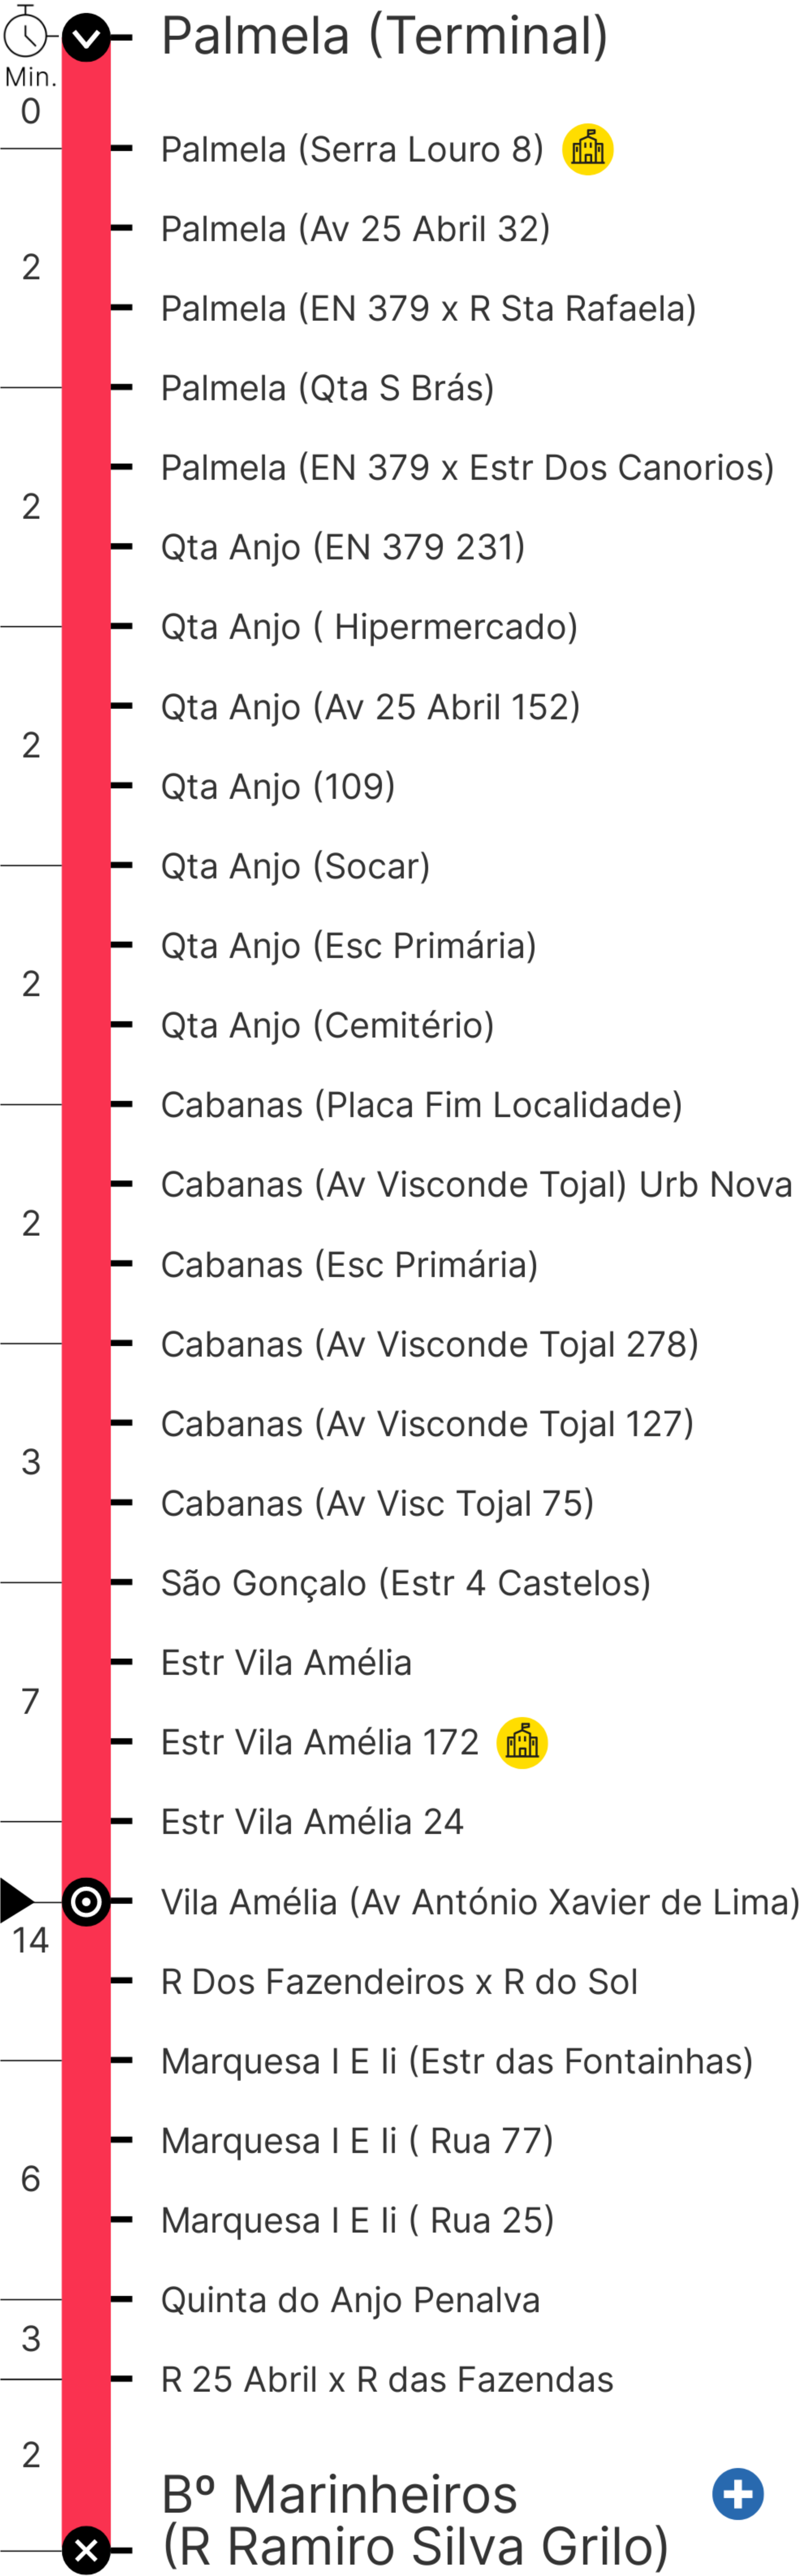 Palmela (Terminal)
Min.
0
Palmela (Serra Louro 8)
Palmela (Av 25 Abril 32)
2
Palmela (EN 379 x R Sta Rafaela)
Palmela (Qta S Brás)
Palmela (EN 379 x Estr Dos Canorios)
2
Qta Anjo (EN 379 231)
Qta Anjo ( Hipermercado)
Qta Anjo (Av 25 Abril 152)
2
Qta Anjo (109)
Qta Anjo (Socar)
Qta Anjo (Esc Primária)
2
Qta Anjo (Cemitério)
Cabanas (Placa Fim Localidade)
Cabanas (Av Visconde Tojal) Urb Nova
2
Cabanas (Esc Primária)
Cabanas (Av Visconde Tojal 278)
Cabanas (Av Visconde Tojal 127)
3
Cabanas (Av Visc Tojal 75)
São Gonçalo (Estr 4 Castelos)
Estr Vila Amélia
7
Estr Vila Amélia 172
Estr Vila Amélia 24
Vila Amélia (Av António Xavier de Lima)
14
R Dos Fazendeiros x R do Sol
Marquesa I E Ii (Estr das Fontainhas)
Marquesa I E Ii ( Rua 77)
6
Marquesa I E Ii ( Rua 25)
Quinta do Anjo Penalva
3
R 25 Abril x R das Fazendas
2
Bº Marinheiros
(R Ramiro Silva Grilo)